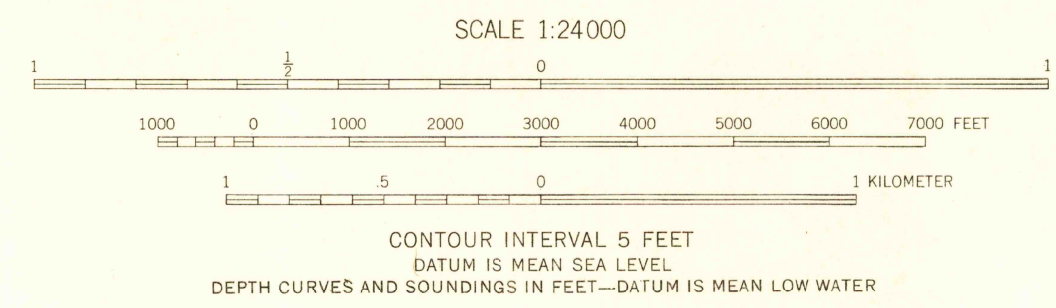 SCALE 1:24000
1 1/2 0 1
1000 0 1000 2000 3000 4000 5000 6000 7000 FEET
1 .5 0 1 KILOMETER
CONTOUR INTERVAL 5 FEET
DATUM IS MEAN SEA LEVEL
DEPTH CURVES AND SOUNDINGS IN FEET—DATUM IS MEAN LOW WATER